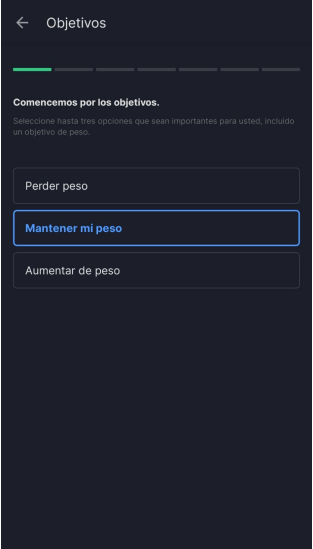 Objetivos
Comencemos por los objetivos.
Seleccione hasta tres opciones que sean importantes para usted, incluido
un objetivo de peso.
Perder peso
Mantener mi peso
Aumentar de peso